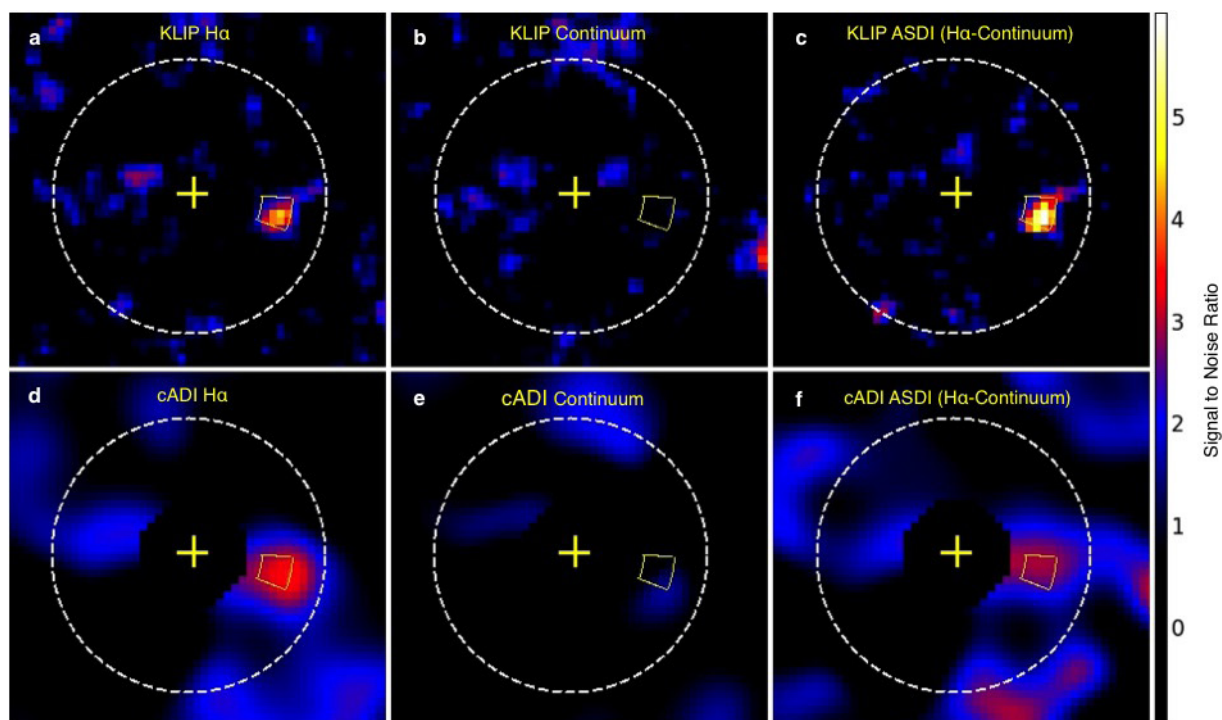 a KLIP Hα
b KLIP Continuum
c KLIP ASDI (Hα-Continuum)
5
4
3
2
1
0
Signal to Noise Ratio
d cADI Hα
e cADI Continuum
f cADI ASDI (Hα-Continuum)